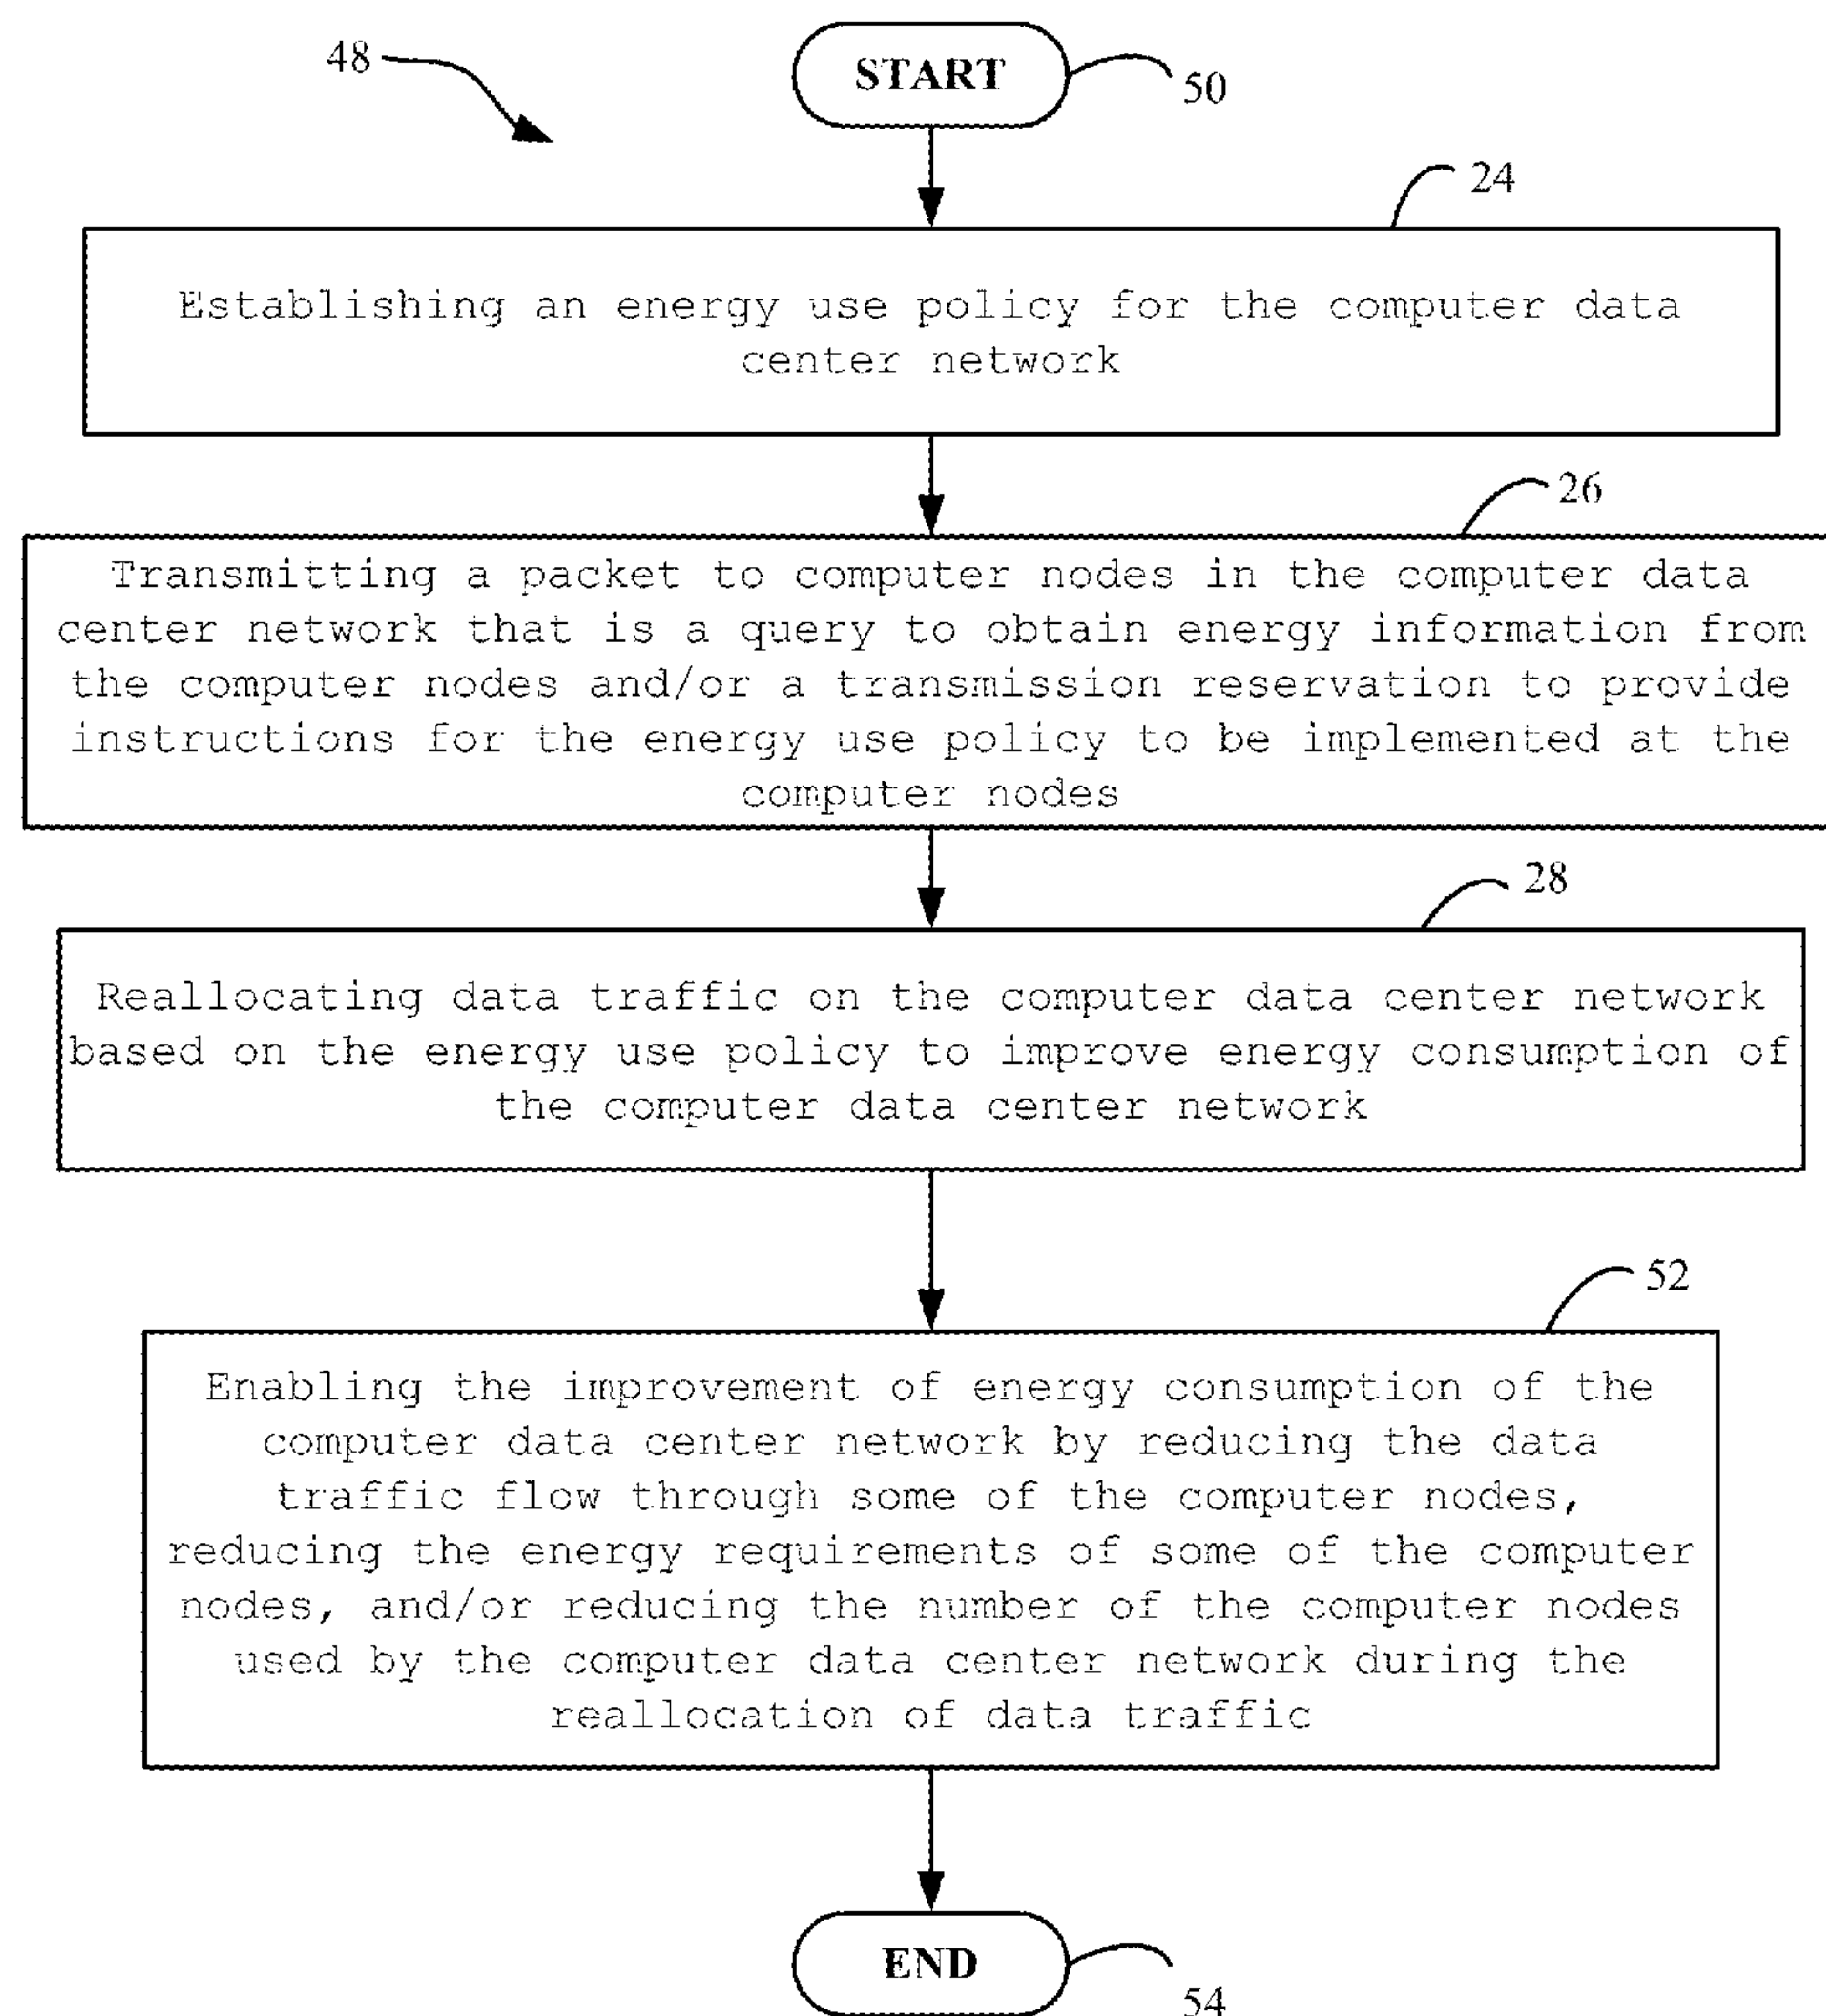 48
START
50
24
Establishing an energy use policy for the computer data
center network
26
Transmitting a packet to computer nodes in the computer data
center network that is a query to obtain energy information from
the computer nodes and/or a transmission reservation to provide
instructions for the energy use policy to be implemented at the
computer nodes
28
Reallocating data traffic on the computer data center network
based on the energy use policy to improve energy consumption of
the computer data center network
52
Enabling the improvement of energy consumption of the
computer data center network by reducing the data
traffic flow through some of the computer nodes,
reducing the energy requirements of some of the computer
nodes, and/or reducing the number of the computer nodes
used by the computer data center network during the
reallocation of data traffic
END
54